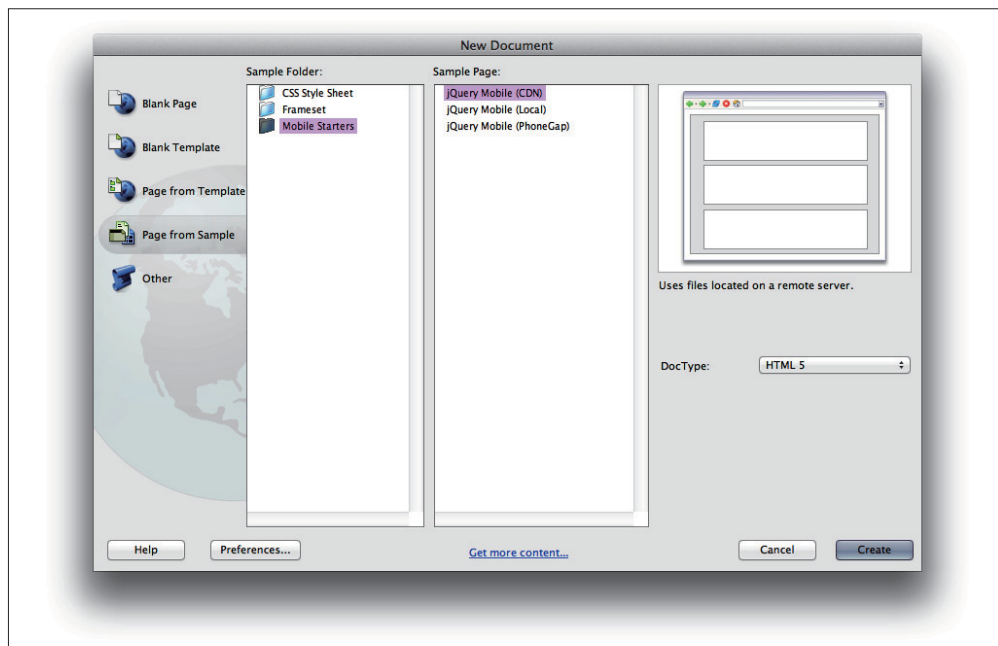 New Document
Blank Page
Blank Template
Page from Template
Page from Sample
Other
Sample Folder:
CSS Style Sheet
Frameset
Mobile Starters
Sample Page:
jQuery Mobile (CDN)
jQuery Mobile (Local)
jQuery Mobile (PhoneGap)
Uses files located on a remote server.
DocType: HTML 5
Help Preferences... Get more content... Cancel Create